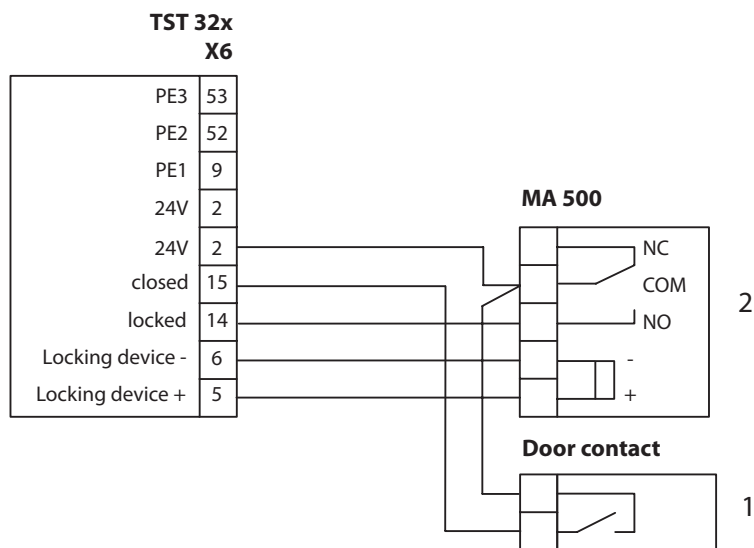 TST 32x
X6
PE3 53
PE2 52
PE1 9
24V 2
24V 2
closed 15
locked 14
Locking device - 6
Locking device + 5
MA 500
NC
COM
NO
-
+
2
Door contact
1